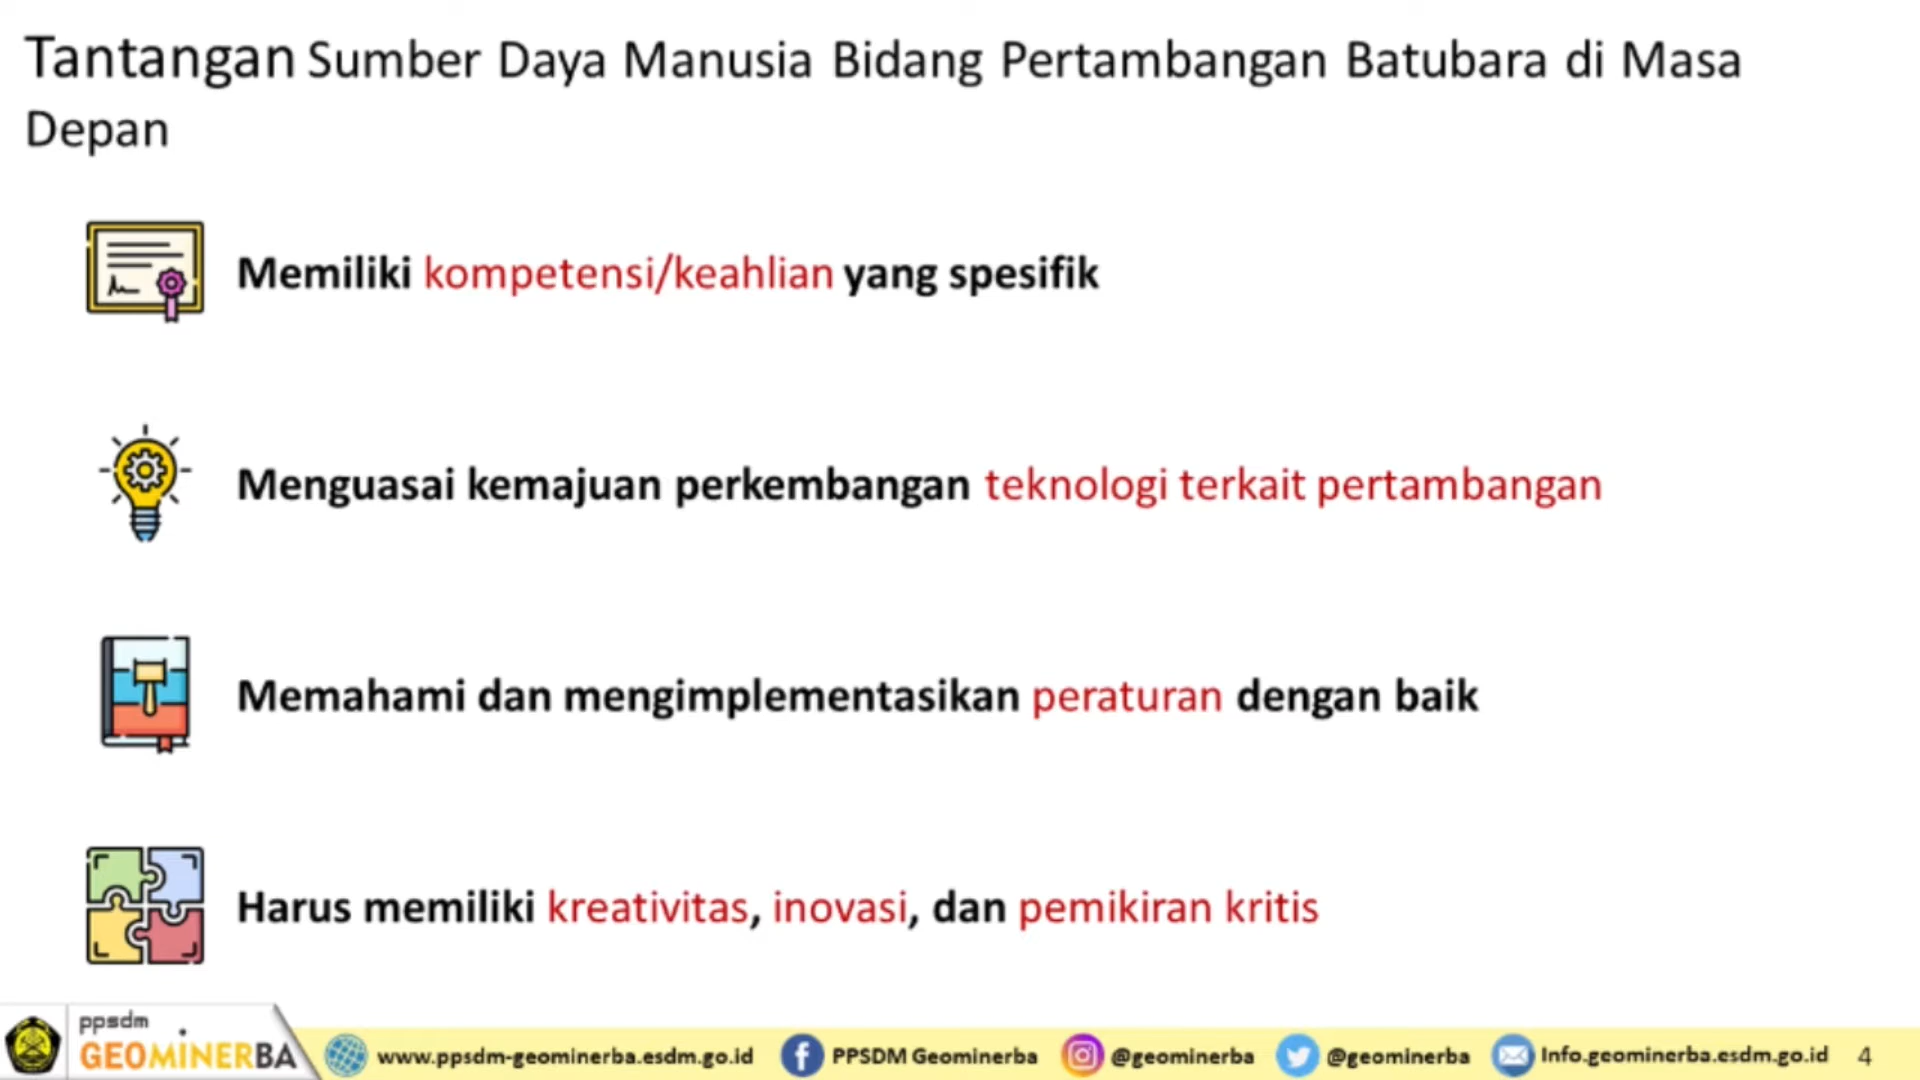 Tantangan Sumber Daya Manusia Bidang Pertambangan Batubara di Masa
Depan
Memiliki kompetensi/keahlian yang spesifik
Menguasai kemajuan perkembangan teknologi terkait pertambangan
Memahami dan mengimplementasikan peraturan dengan baik
Harus memiliki kreativitas, inovasi, dan pemikiran kritis
ppsdm
GEOMINERBA
www.ppsdm-geominerba.esdm.go.id
PPSDM Geominerba
@geominerba
@geominerba
Info.geominerba.esdm.go.id
4